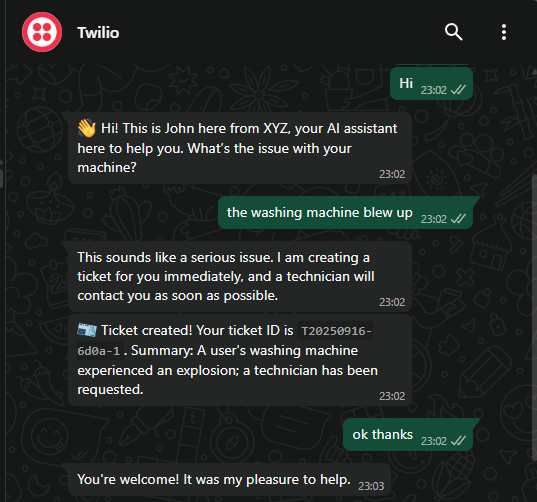 Twilio
Hi 23:02
👋 Hi! This is John here from XYZ, your AI assistant
here to help you. What's the issue with your
machine?
23:02
the washing machine blew up 23:02
This sounds like a serious issue. I am creating a
ticket for you immediately, and a technician will
contact you as soon as possible.
23:02
🎫 Ticket created! Your ticket ID is T20250916-
6d0a-1. Summary: A user's washing machine
experienced an explosion; a technician has been
requested.
23:02
ok thanks 23:02
You're welcome! It was my pleasure to help. 23:03